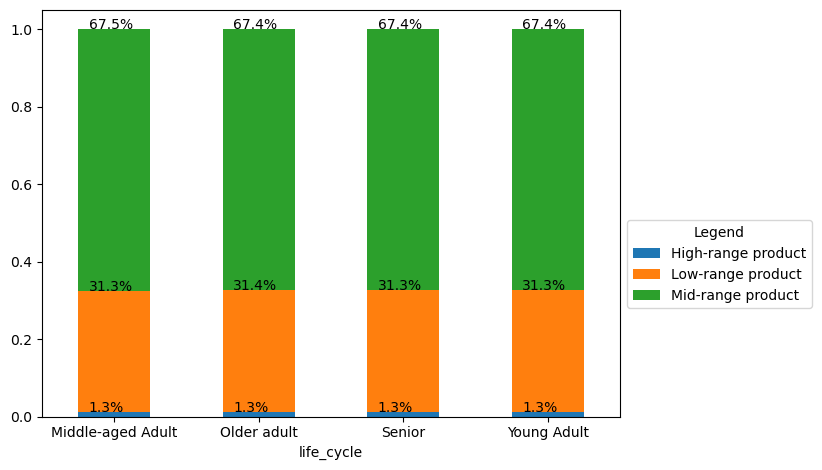 67.5% 67.4% 67.4% 67.4%
1.0
0.8
0.6
0.4
31.3% 31.4% 31.3% 31.3%
0.2
1.3% 1.3% 1.3% 1.3%
0.0
Middle-aged Adult Older adult Senior Young Adult
life_cycle
Legend
High-range product
Low-range product
Mid-range product